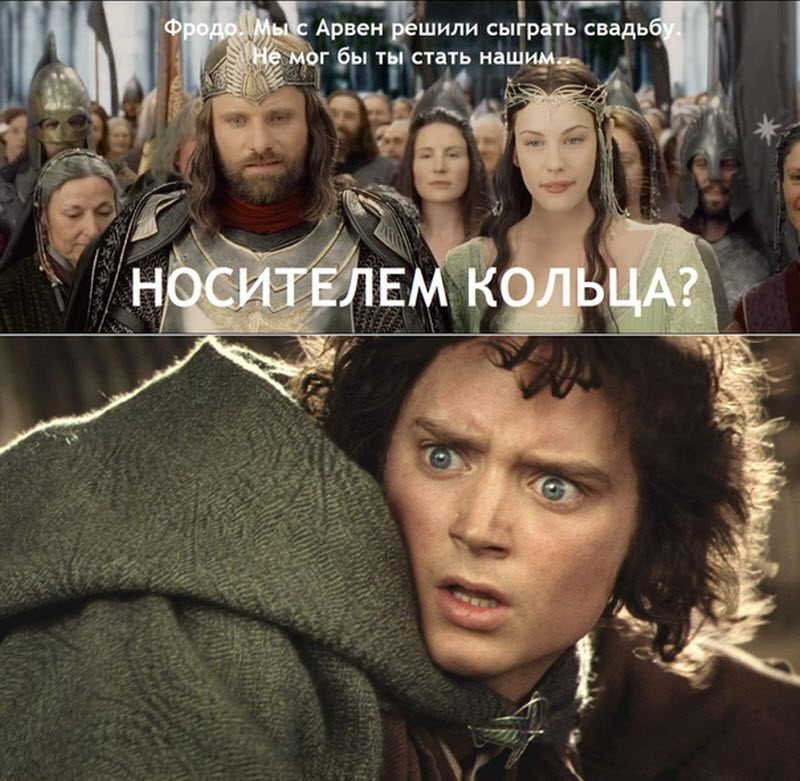 Фродо. Мы с Арвен решили сыграть свадьбу.
Не мог бы ты стать нашим..
НОСИТЕЛЕМ КОЛЬЦА?